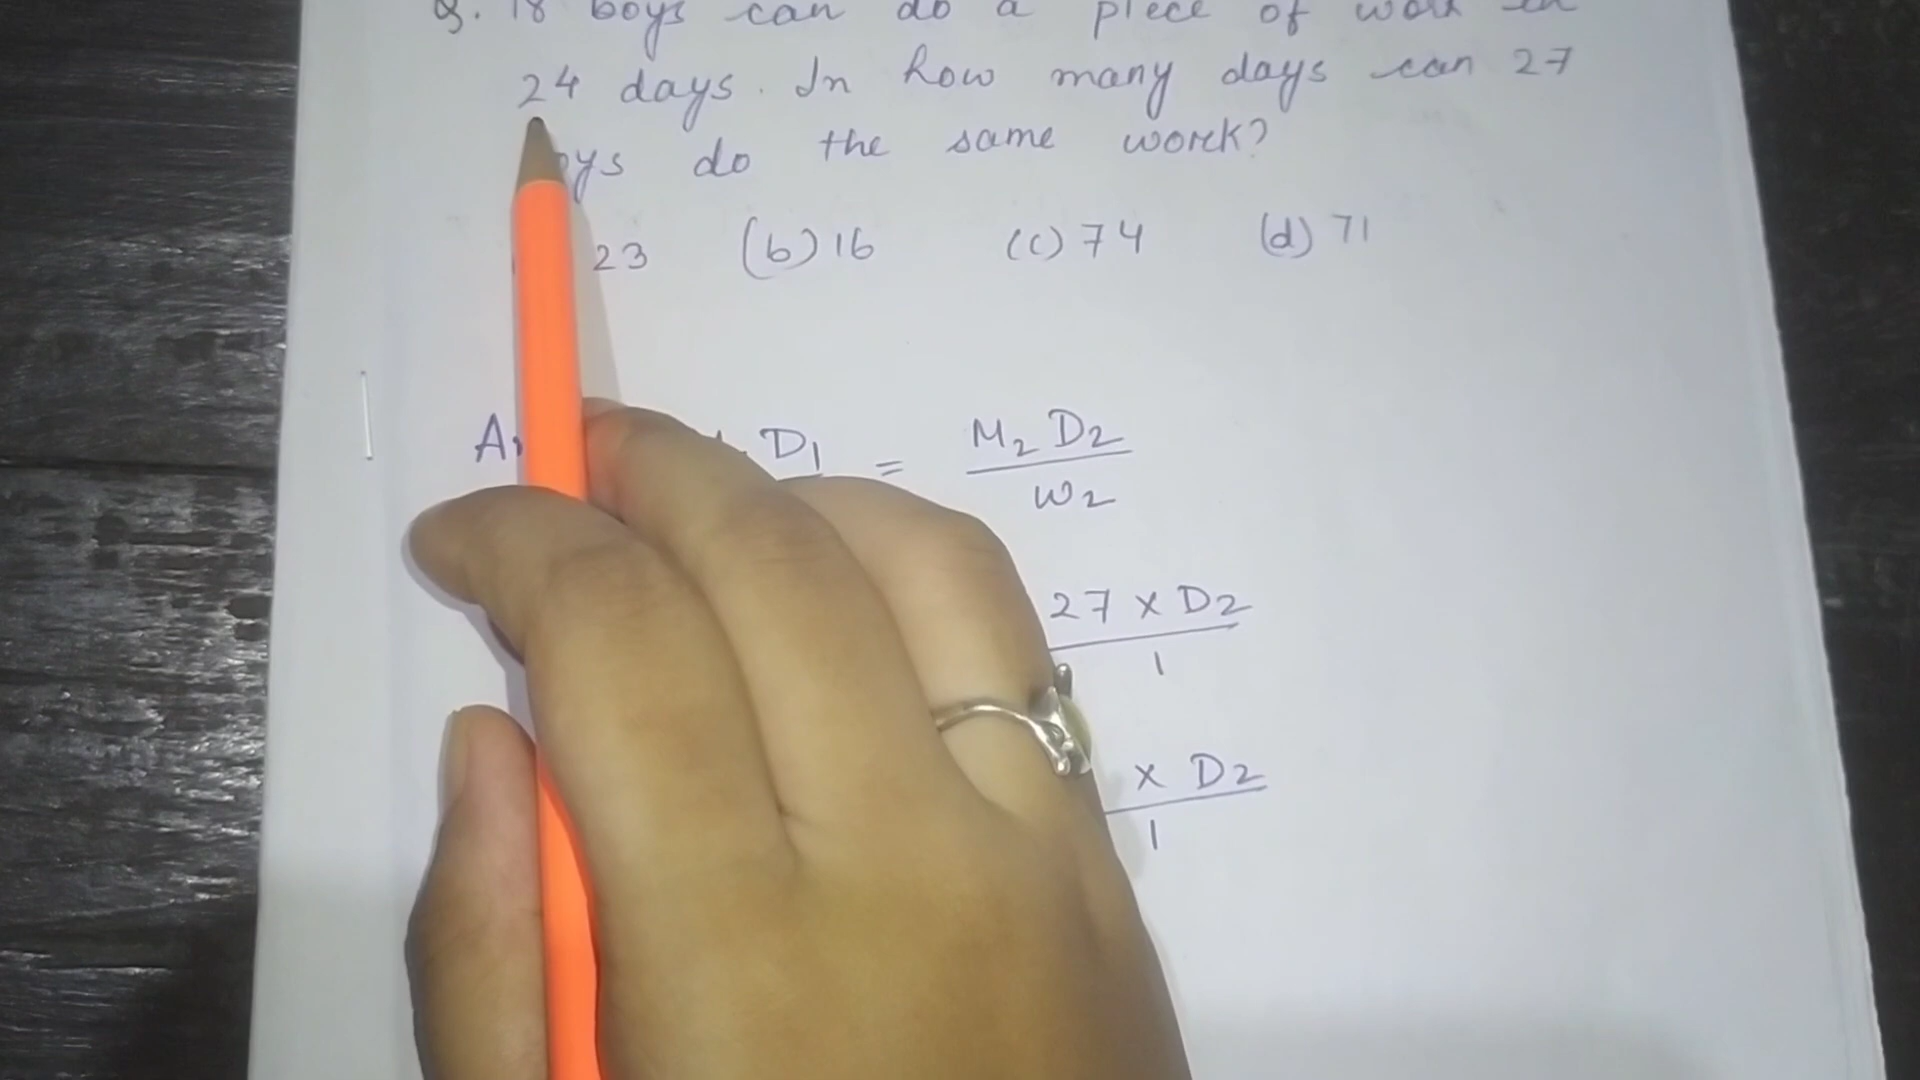 Q. 18 boys can do a piece of work in
24 days. In how many days can 27
do the same work?
23 (b) 16 (c) 74 (d) 71
D1 = M2 D2
W2
27 x D2
1
x D2
1